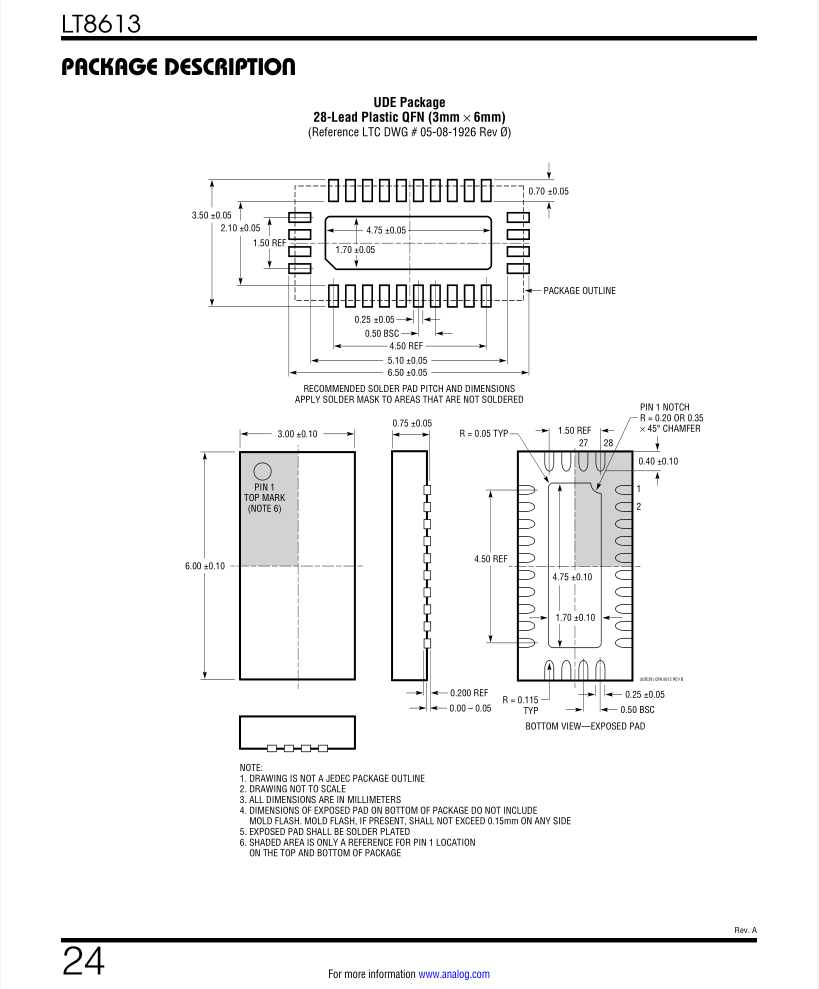 LT8613
PACKAGE DESCRIPTION
UDE Package
28-Lead Plastic QFN (3mm × 6mm)
(Reference LTC DWG # 05-08-1926 Rev Ø)
0.70 ±0.05
3.50 ±0.05
2.10 ±0.05
1.50 REF
4.75 ±0.05
1.70 ±0.05
PACKAGE OUTLINE
0.25 ±0.05
0.50 BSC
4.50 REF
5.10 ±0.05
6.50 ±0.05
RECOMMENDED SOLDER PAD PITCH AND DIMENSIONS
APPLY SOLDER MASK TO AREAS THAT ARE NOT SOLDERED
3.00 ±0.10
0.75 ±0.05
R = 0.05 TYP
1.50 REF
27 28
PIN 1 NOTCH
R = 0.20 OR 0.35
× 45° CHAMFER
0.40 ±0.10
PIN 1
TOP MARK
(NOTE 6)
1
2
6.00 ±0.10
4.50 REF
4.75 ±0.10
1.70 ±0.10
(UDE28) QFN 0612 REV Ø
0.200 REF
0.00 – 0.05
R = 0.115
TYP
0.25 ±0.05
0.50 BSC
BOTTOM VIEW—EXPOSED PAD
NOTE:
1. DRAWING IS NOT A JEDEC PACKAGE OUTLINE
2. DRAWING NOT TO SCALE
3. ALL DIMENSIONS ARE IN MILLIMETERS
4. DIMENSIONS OF EXPOSED PAD ON BOTTOM OF PACKAGE DO NOT INCLUDE
MOLD FLASH. MOLD FLASH, IF PRESENT, SHALL NOT EXCEED 0.15mm ON ANY SIDE
5. EXPOSED PAD SHALL BE SOLDER PLATED
6. SHADED AREA IS ONLY A REFERENCE FOR PIN 1 LOCATION
ON THE TOP AND BOTTOM OF PACKAGE
Rev. A
24
For more information www.analog.com